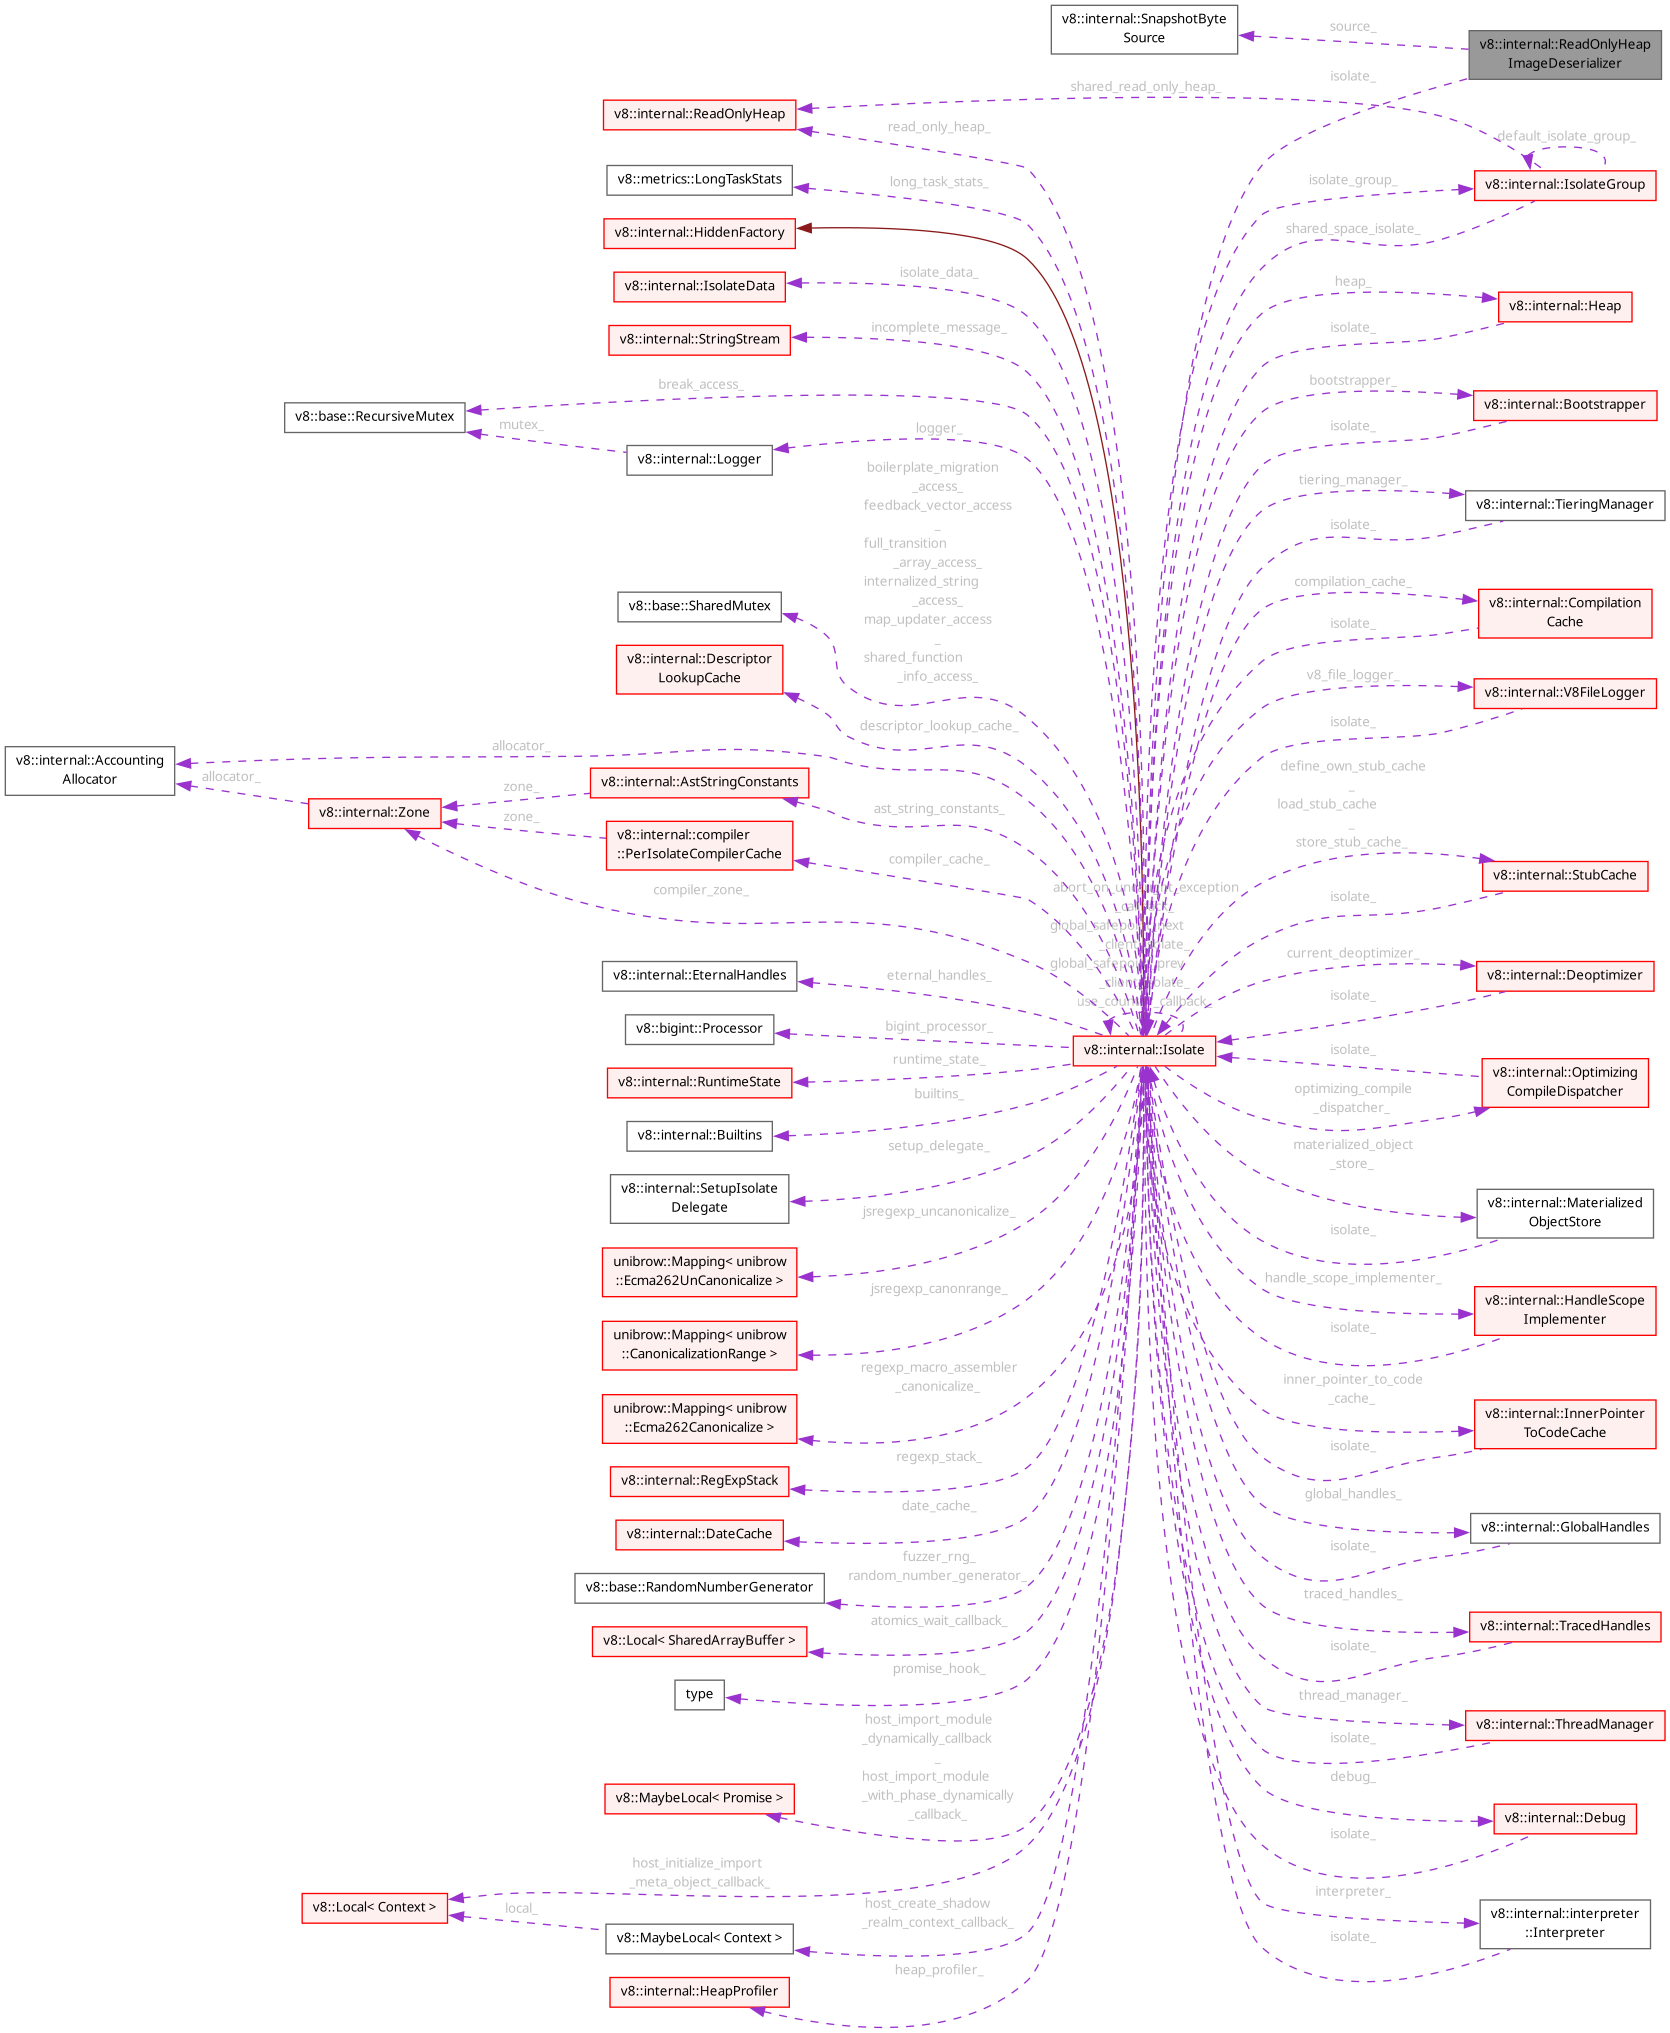 v8::internal::SnapshotByte
Source
source_
v8::internal::ReadOnlyHeap
ImageDeserializer
isolate_
shared_read_only_heap_
v8::internal::ReadOnlyHeap
read_only_heap_
default_isolate_group_
v8::metrics::LongTaskStats
long_task_stats_
isolate_group_
v8::internal::IsolateGroup
v8::internal::HiddenFactory
shared_space_isolate_
v8::internal::IsolateData
isolate_data_
heap_
v8::internal::Heap
v8::internal::StringStream
incomplete_message_
isolate_
break_access_
bootstrapper_
v8::internal::Bootstrapper
v8::base::RecursiveMutex
mutex_
logger_
isolate_
v8::internal::Logger
boilerplate_migration
_access_
feedback_vector_access
_
full_transition
_array_access_
internalized_string
_access_
map_updater_access
_
shared_function
_info_access_
tiering_manager_
v8::internal::TieringManager
isolate_
v8::base::SharedMutex
compilation_cache_
v8::internal::Compilation
Cache
isolate_
v8::internal::Descriptor
LookupCache
descriptor_lookup_cache_
v8_file_logger_
v8::internal::V8FileLogger
isolate_
v8::internal::Accounting
Allocator
allocator_
allocator_
v8::internal::Zone
zone_
zone_
v8::internal::AstStringConstants
ast_string_constants_
v8::internal::compiler
::PerIsolateCompilerCache
compiler_cache_
compiler_zone_
define_own_stub_cache
_
load_stub_cache
_
store_stub_cache_
v8::internal::StubCache
isolate_
abort_on_uncaught_exception
_callback_
global_safepoint_next
_client_isolate_
global_safepoint_prev
_client_isolate_
use_counter_callback_
v8::internal::EternalHandles
eternal_handles_
current_deoptimizer_
v8::internal::Deoptimizer
isolate_
v8::bigint::Processor
bigint_processor_
v8::internal::Isolate
isolate_
v8::internal::Optimizing
CompileDispatcher
optimizing_compile
_dispatcher_
v8::internal::RuntimeState
runtime_state_
v8::internal::Builtins
builtins_
materialized_object
_store_
v8::internal::Materialized
ObjectStore
isolate_
v8::internal::SetupIsolate
Delegate
setup_delegate_
unibrow::Mapping< unibrow
::Ecma262UnCanonicalize >
jsregexp_uncanonicalize_
handle_scope_implementer_
v8::internal::HandleScope
Implementer
isolate_
unibrow::Mapping< unibrow
::CanonicalizationRange >
jsregexp_canonrange_
inner_pointer_to_code
_cache_
v8::internal::InnerPointer
ToCodeCache
isolate_
unibrow::Mapping< unibrow
::Ecma262Canonicalize >
regexp_macro_assembler
_canonicalize_
v8::internal::RegExpStack
regexp_stack_
global_handles_
v8::internal::GlobalHandles
isolate_
v8::internal::DateCache
date_cache_
v8::base::RandomNumberGenerator
fuzzer_rng_
random_number_generator_
traced_handles_
v8::internal::TracedHandles
isolate_
v8::Local< SharedArrayBuffer >
atomics_wait_callback_
type
promise_hook_
thread_manager_
v8::internal::ThreadManager
isolate_
v8::MaybeLocal< Promise >
host_import_module
_dynamically_callback
_
host_import_module
_with_phase_dynamically
_callback_
debug_
v8::internal::Debug
isolate_
v8::Local< Context >
host_initialize_import
_meta_object_callback_
local_
v8::MaybeLocal< Context >
host_create_shadow
_realm_context_callback_
interpreter_
v8::internal::interpreter
::Interpreter
isolate_
v8::internal::HeapProfiler
heap_profiler_